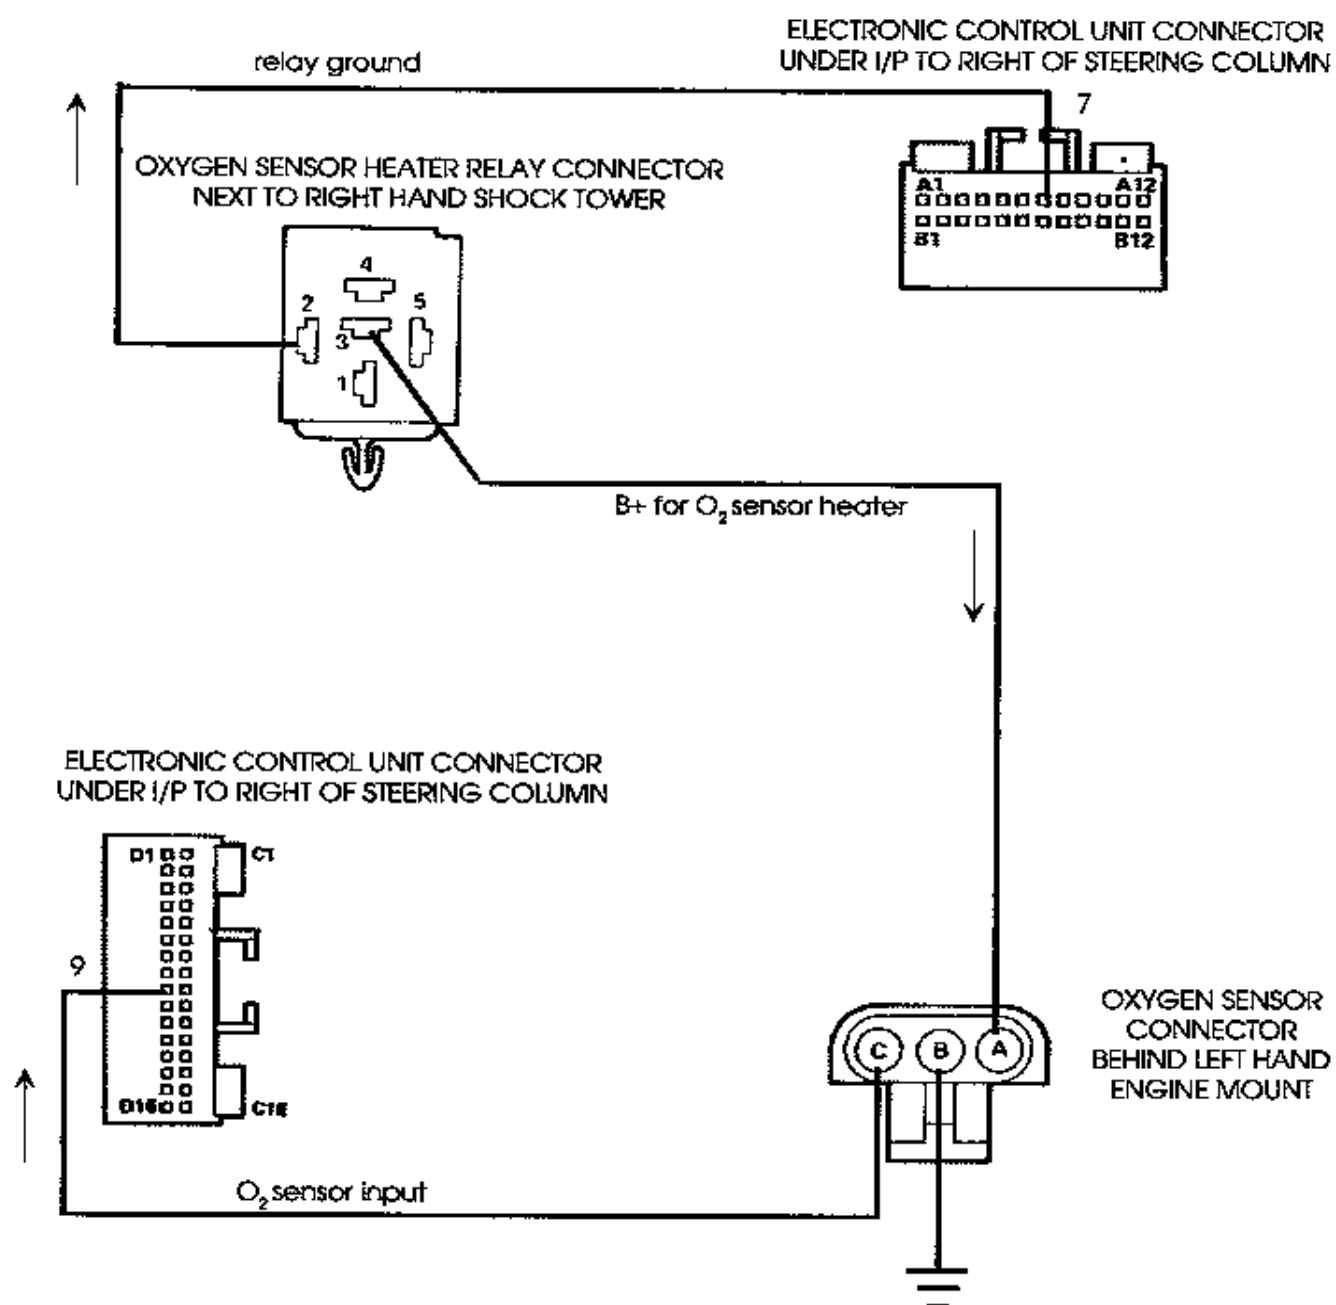 ELECTRONIC CONTROL UNIT CONNECTOR
UNDER I/P TO RIGHT OF STEERING COLUMN
relay ground
7
OXYGEN SENSOR HEATER RELAY CONNECTOR
NEXT TO RIGHT HAND SHOCK TOWER
A1 A12
B1 B12
4
2 5
3
1
B+ for O2 sensor heater
ELECTRONIC CONTROL UNIT CONNECTOR
UNDER I/P TO RIGHT OF STEERING COLUMN
D1 C1
9
D16 C16
OXYGEN SENSOR
CONNECTOR
BEHIND LEFT HAND
ENGINE MOUNT
C B A
O2 sensor input